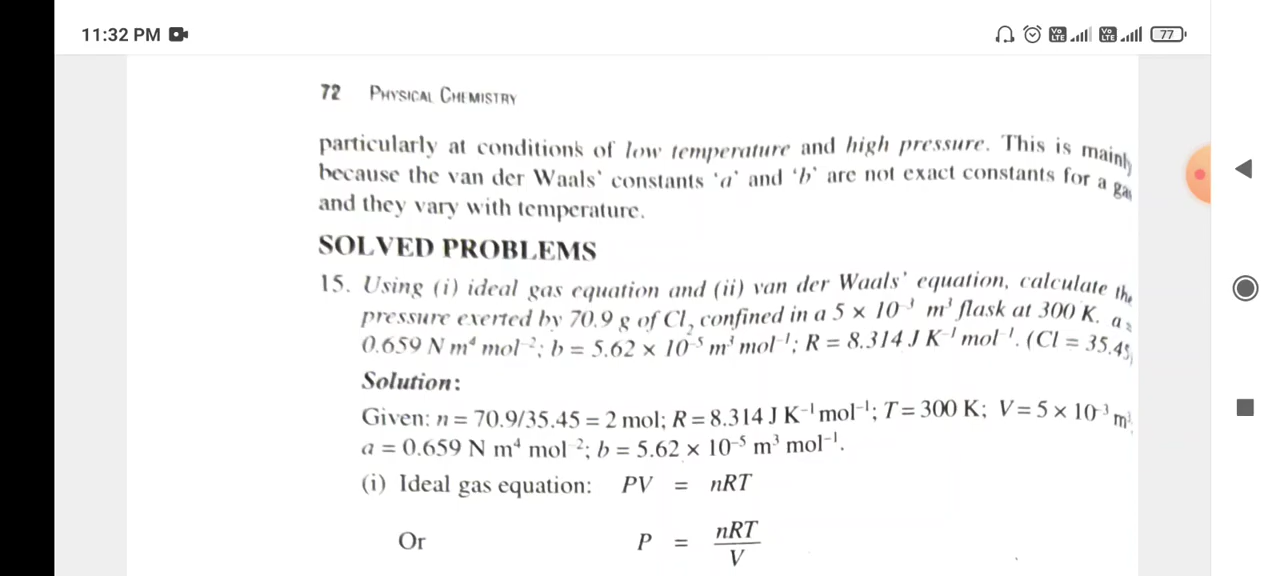 11:32 PM
Vo LTE Vo LTE 77
72 PHYSICAL CHEMISTRY
particularly at conditions of low temperature and high pressure. This is mainly
because the van der Waals' constants 'a' and 'b' are not exact constants for a gas
and they vary with temperature.
SOLVED PROBLEMS
15. Using (i) ideal gas equation and (ii) van der Waals' equation, calculate the
pressure exerted by 70.9 g of Cl₂ confined in a 5 × 10⁻³ m³ flask at 300 K. a =
0.659 N m⁴ mol⁻²; b = 5.62 × 10⁻⁵ m³ mol⁻¹; R = 8.314 J K⁻¹ mol⁻¹. (Cl = 35.45)
Solution:
Given: n = 70.9/35.45 = 2 mol; R = 8.314 J K⁻¹ mol⁻¹; T = 300 K; V = 5 × 10⁻³ m³
a = 0.659 N m⁴ mol⁻²; b = 5.62 × 10⁻⁵ m³ mol⁻¹.
(i) Ideal gas equation: PV = nRT
Or P = nRT
V